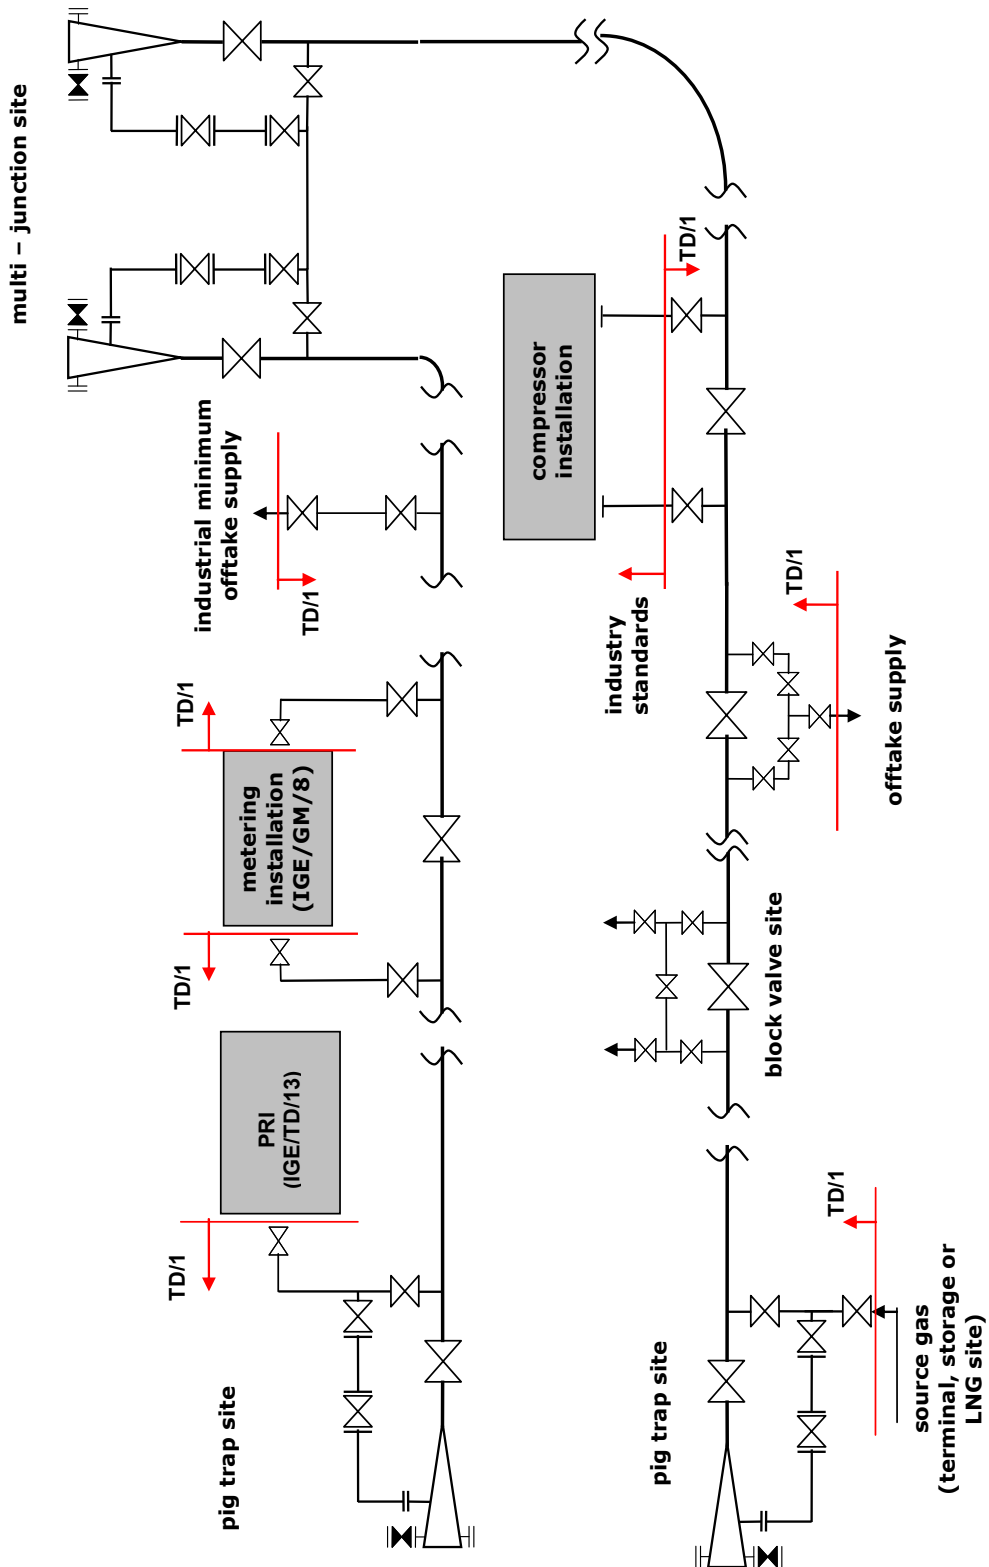 multi – junction site
industrial minimum
offtake supply
TD/1
TD/1
metering
installation
(IGE/GM/8)
TD/1
PRI
(IGE/TD/13)
TD/1
pig trap site
TD/1
compressor
installation
industry
standards
TD/1
offtake supply
block valve site
pig trap site
TD/1
source gas
(terminal, storage or
LNG site)